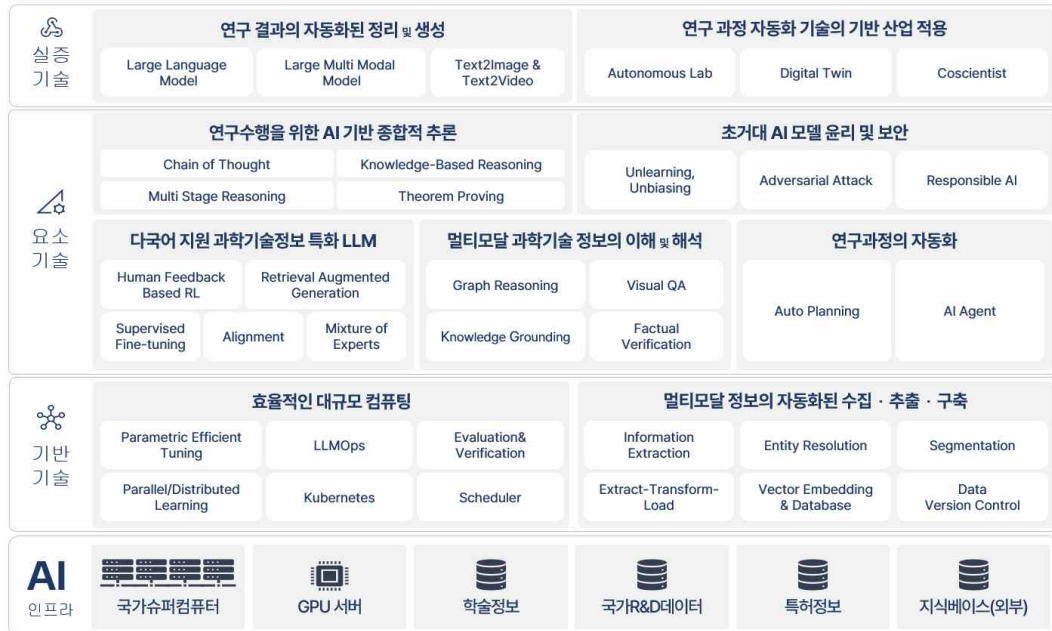 실증
기술
연구 결과의 자동화된 정리 및 생성
Large Language
Model
Large Multi Modal
Model
Text2Image &
Text2Video
연구 과정 자동화 기술의 기반 산업 적용
Autonomous Lab
Digital Twin
Coscientist
요소
기술
연구수행을 위한 AI 기반 종합적 추론
Chain of Thought
Knowledge-Based Reasoning
Multi Stage Reasoning
Theorem Proving
초거대 AI 모델 윤리 및 보안
Unlearning,
Unbiasing
Adversarial Attack
Responsible AI
다국어 지원 과학기술정보 특화 LLM
Human Feedback
Based RL
Retrieval Augmented
Generation
Supervised
Fine-tuning
Alignment
Mixture of
Experts
멀티모달 과학기술 정보의 이해 및 해석
Graph Reasoning
Visual QA
Knowledge Grounding
Factual
Verification
연구과정의 자동화
Auto Planning
AI Agent
기반
기술
효율적인 대규모 컴퓨팅
Parametric Efficient
Tuning
LLMOps
Evaluation&
Verification
Parallel/Distributed
Learning
Kubernetes
Scheduler
멀티모달 정보의 자동화된 수집 · 추출 · 구축
Information
Extraction
Entity Resolution
Segmentation
Extract-Transform-
Load
Vector Embedding
& Database
Data
Version Control
AI
인프라
국가슈퍼컴퓨터
GPU 서버
학술정보
국가R&D데이터
특허정보
지식베이스(외부)